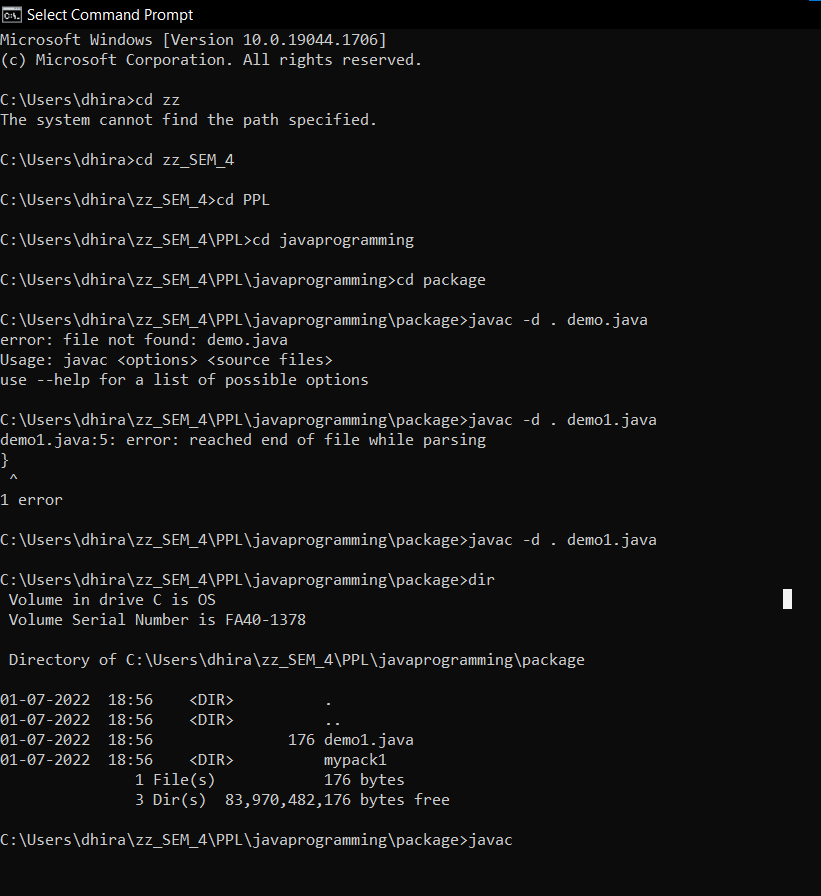 Select Command Prompt
Microsoft Windows [Version 10.0.19044.1706]
(c) Microsoft Corporation. All rights reserved.
C:\Users\dhira>cd zz
The system cannot find the path specified.
C:\Users\dhira>cd zz_SEM_4
C:\Users\dhira\zz_SEM_4>cd PPL
C:\Users\dhira\zz_SEM_4\PPL>cd javaprogramming
C:\Users\dhira\zz_SEM_4\PPL\javaprogramming>cd package
C:\Users\dhira\zz_SEM_4\PPL\javaprogramming\package>javac -d . demo.java
error: file not found: demo.java
Usage: javac <options> <source files>
use --help for a list of possible options
C:\Users\dhira\zz_SEM_4\PPL\javaprogramming\package>javac -d . demo1.java
demo1.java:5: error: reached end of file while parsing
}
^
1 error
C:\Users\dhira\zz_SEM_4\PPL\javaprogramming\package>javac -d . demo1.java
C:\Users\dhira\zz_SEM_4\PPL\javaprogramming\package>dir
Volume in drive C is OS
Volume Serial Number is FA40-1378
Directory of C:\Users\dhira\zz_SEM_4\PPL\javaprogramming\package
01-07-2022  18:56    <DIR>          .
01-07-2022  18:56    <DIR>          ..
01-07-2022  18:56               176 demo1.java
01-07-2022  18:56    <DIR>          mypack1
1 File(s)            176 bytes
3 Dir(s)  83,970,482,176 bytes free
C:\Users\dhira\zz_SEM_4\PPL\javaprogramming\package>javac